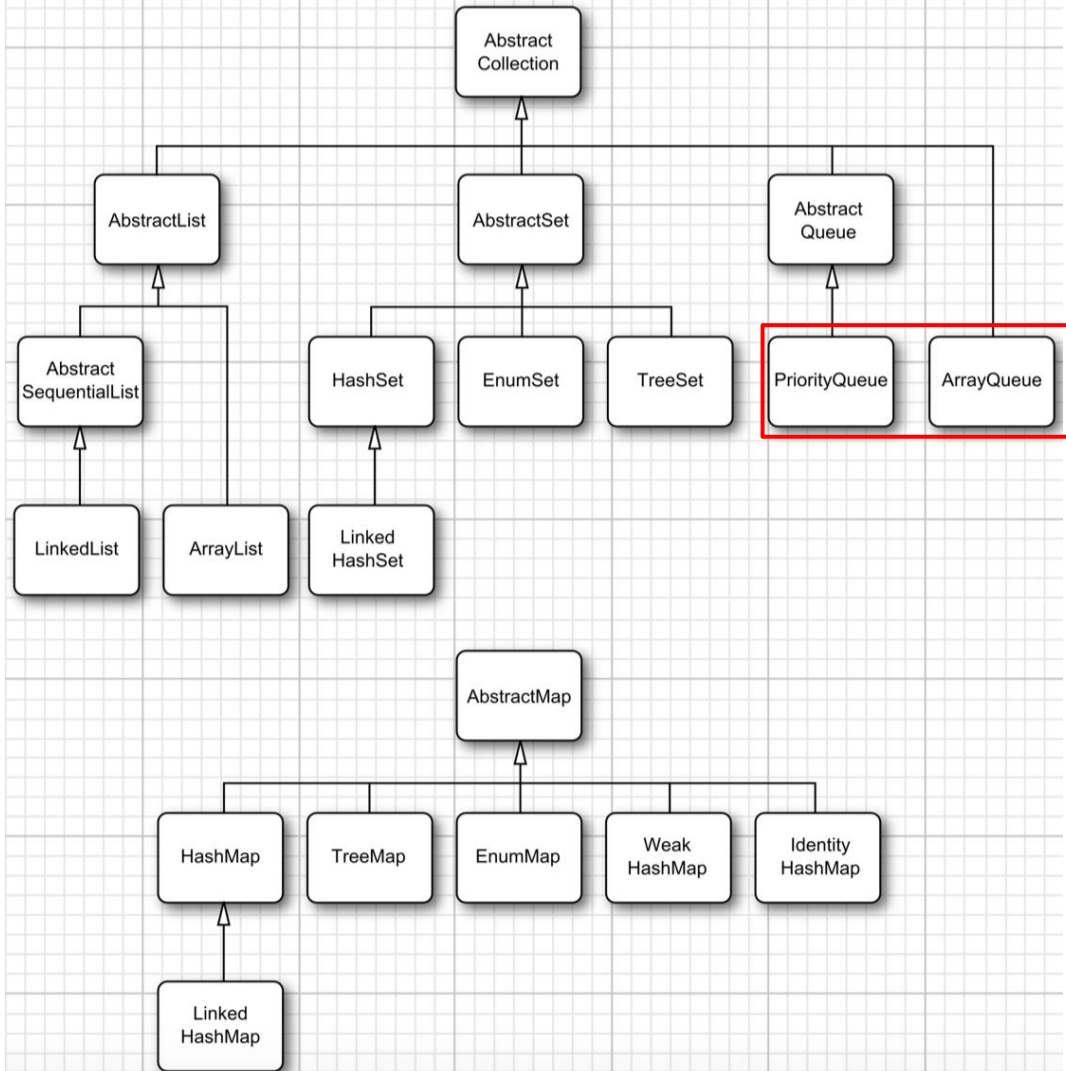 Abstract
Collection
AbstractList
AbstractSet
Abstract
Queue
Abstract
SequentialList
HashSet
EnumSet
TreeSet
PriorityQueue
ArrayQueue
LinkedList
ArrayList
Linked
HashSet
AbstractMap
HashMap
TreeMap
EnumMap
Weak
HashMap
Identity
HashMap
Linked
HashMap